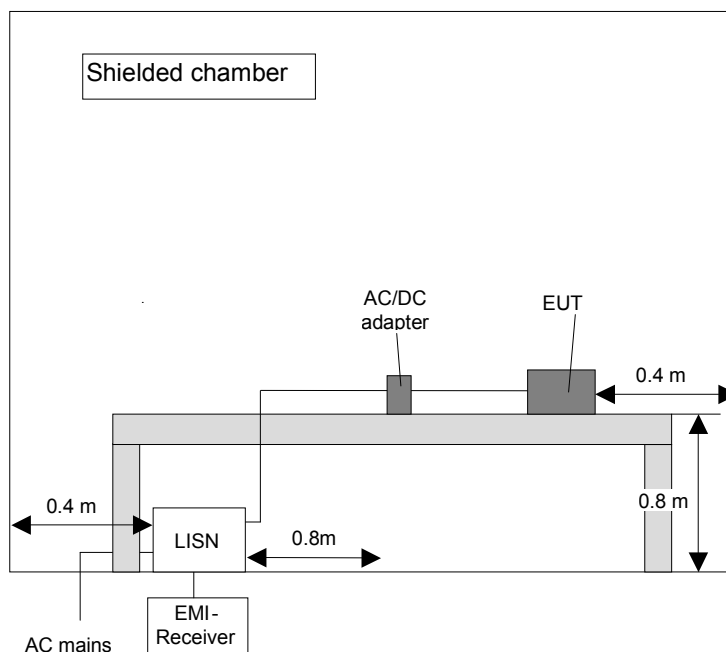 Shielded chamber
AC/DC
adapter
EUT
0.4 m
0.4 m
0.8 m
LISN
0.8m
EMI-
Receiver
AC mains